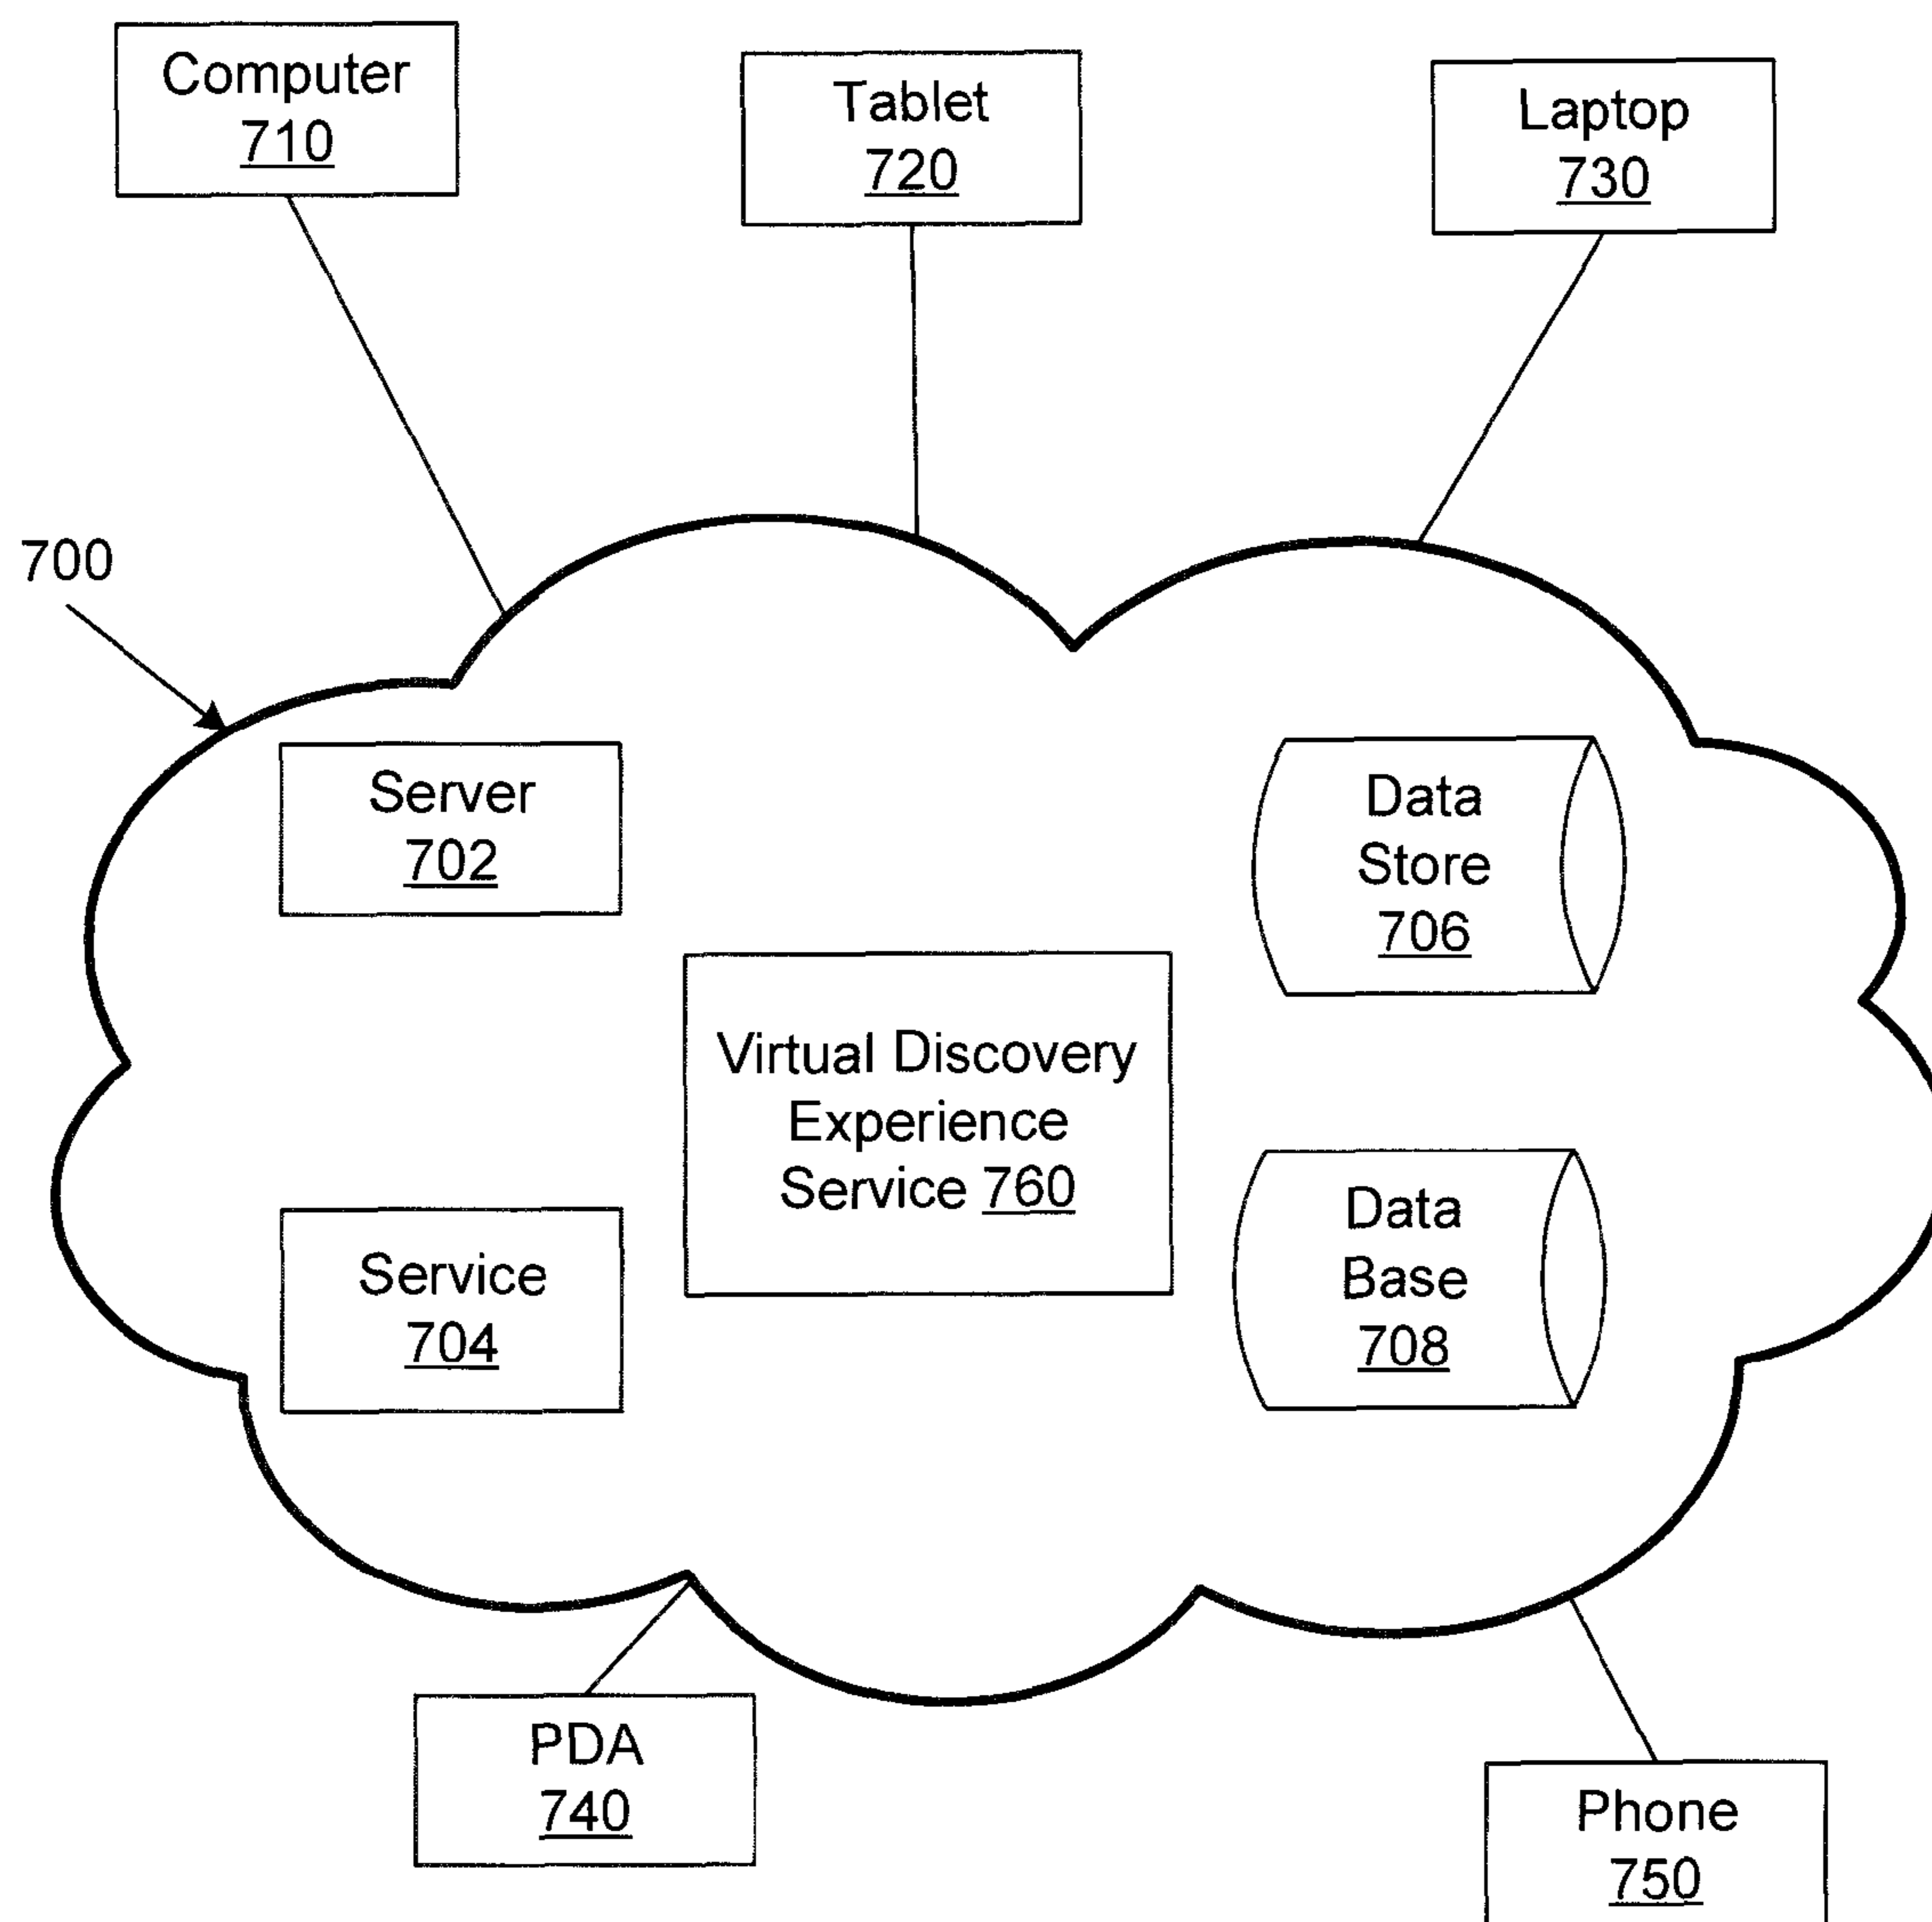 Computer
710
Tablet
720
Laptop
730
700
Server
702
Data
Store
706
Virtual Discovery
Experience
Service 760
Service
704
Data
Base
708
PDA
740
Phone
750